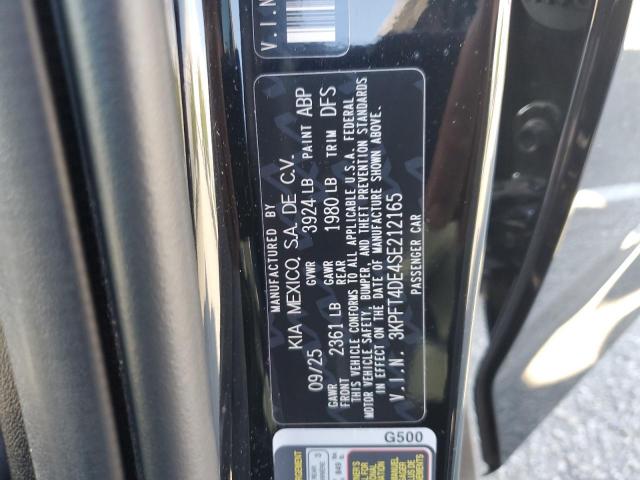 V.I.N.
MANUFACTURED BY
KIA MEXICO, S.A. DE C.V.
09/25 GVWR 3924 LB PAINT ABP
GAWR FRONT 2361 LB GAWR REAR 1980 LB TRIM DFS
THIS VEHICLE CONFORMS TO ALL APPLICABLE U.S.A. FEDERAL
MOTOR VEHICLE SAFETY, BUMPER, AND THEFT PREVENTION STANDARDS
IN EFFECT ON THE DATE OF MANUFACTURE SHOWN ABOVE.
V.I.N. 3KPFT4DE4SE212165
PASSENGER CAR
G500